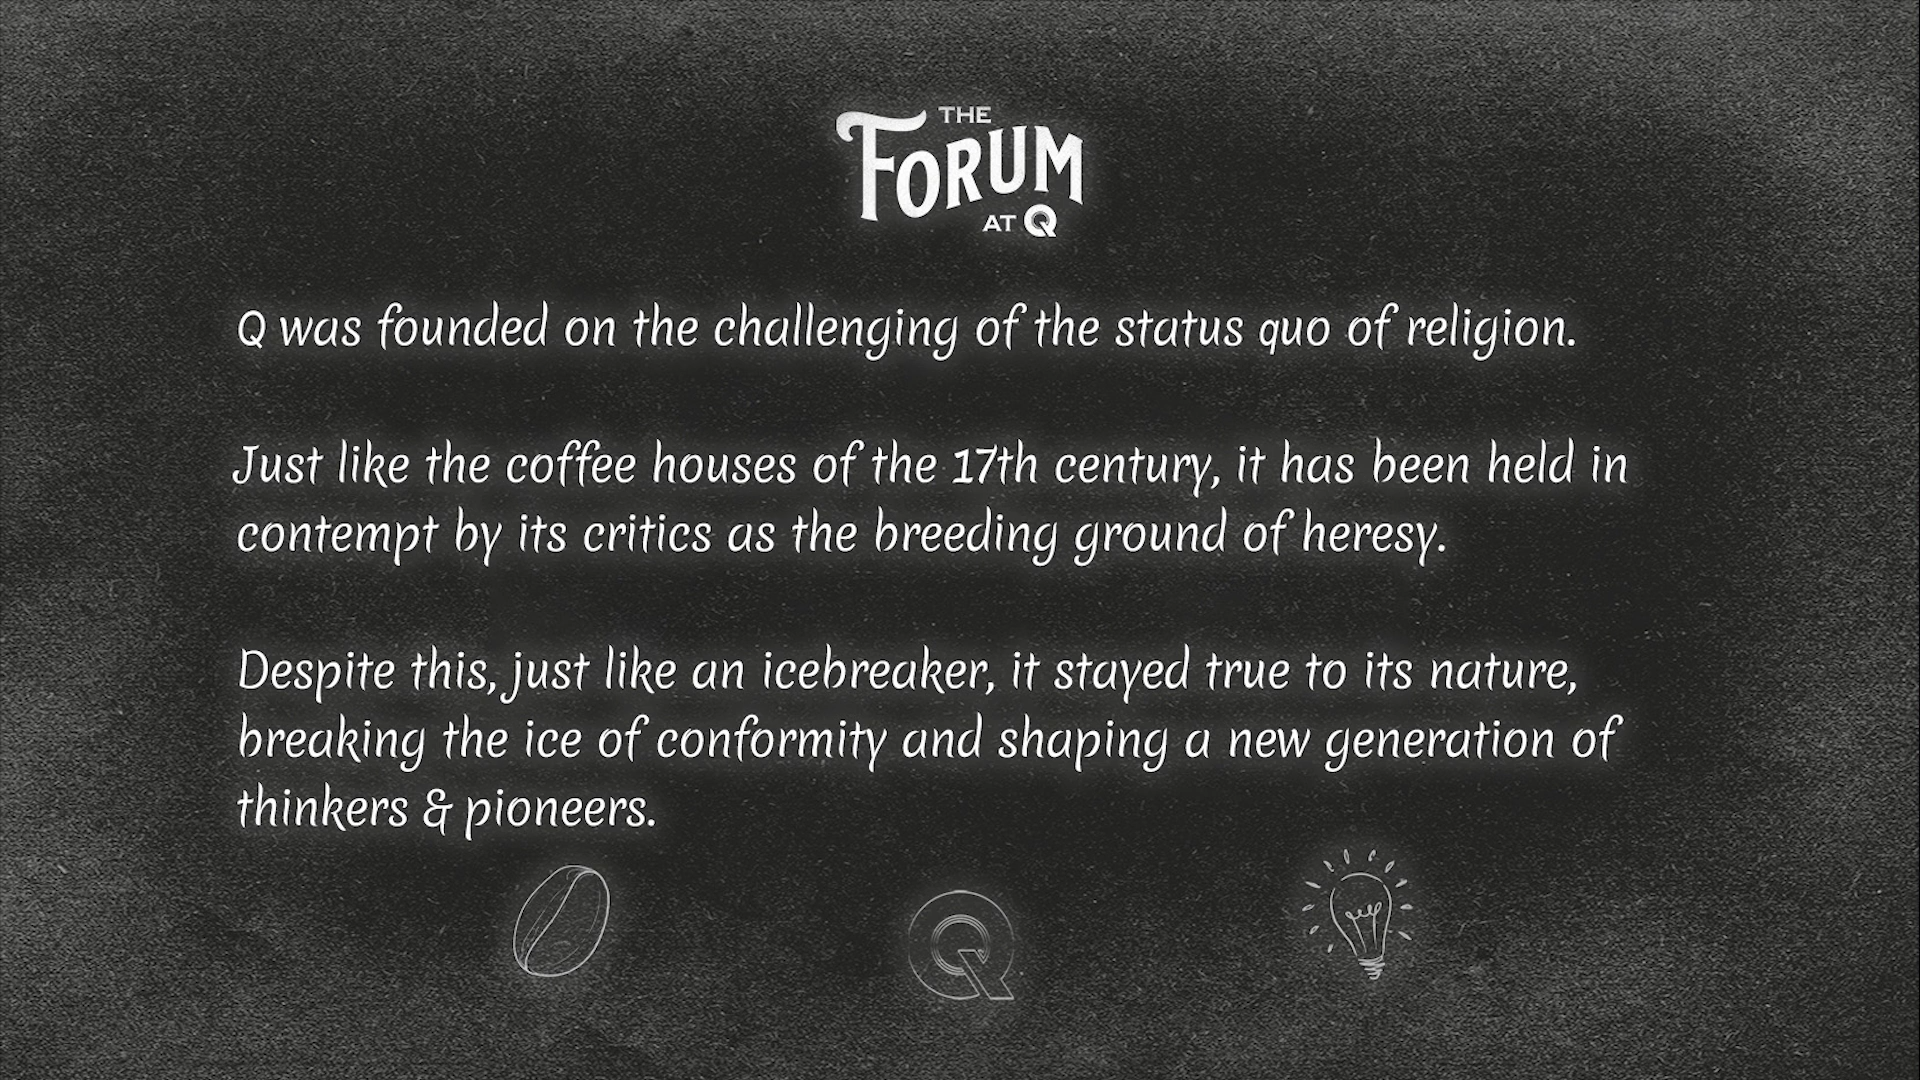 THE
FORUM
AT Q
Q was founded on the challenging of the status quo of religion.
Just like the coffee houses of the 17th century, it has been held in
contempt by its critics as the breeding ground of heresy.
Despite this, just like an icebreaker, it stayed true to its nature,
breaking the ice of conformity and shaping a new generation of
thinkers & pioneers.
Q